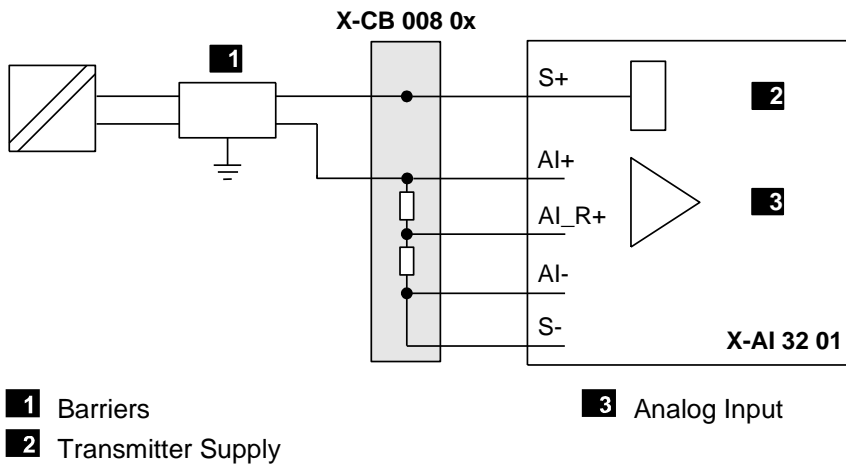 X-CB 008 0x
1
S+
2
AI+
3
AI_R+
AI-
S-
X-AI 32 01
1 Barriers
3 Analog Input
2 Transmitter Supply